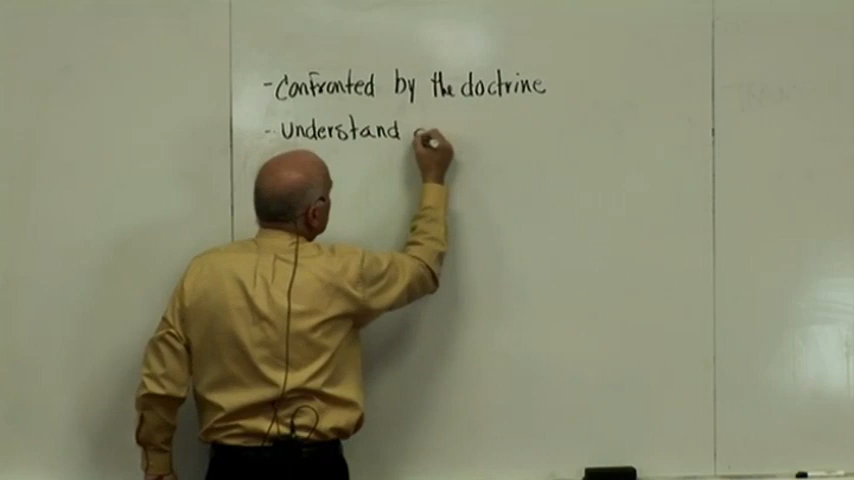 - Confronted by the doctrine
- Understand